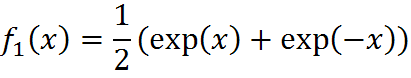 f₁(x) = 1/2 (exp(x) + exp(−x))